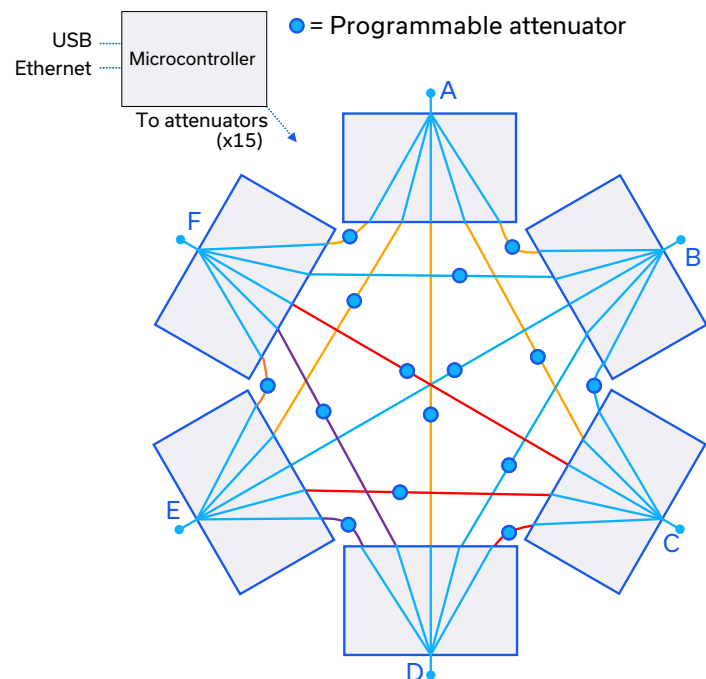 = Programmable attenuator
USB
Ethernet
Microcontroller
To attenuators
(x15)
A
F
B
E
C
D